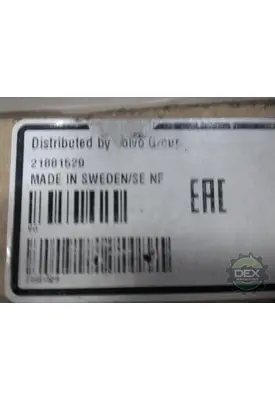 Distributed by Volvo Group
21881529
MADE IN SWEDEN/SE NF
EAC
DEX